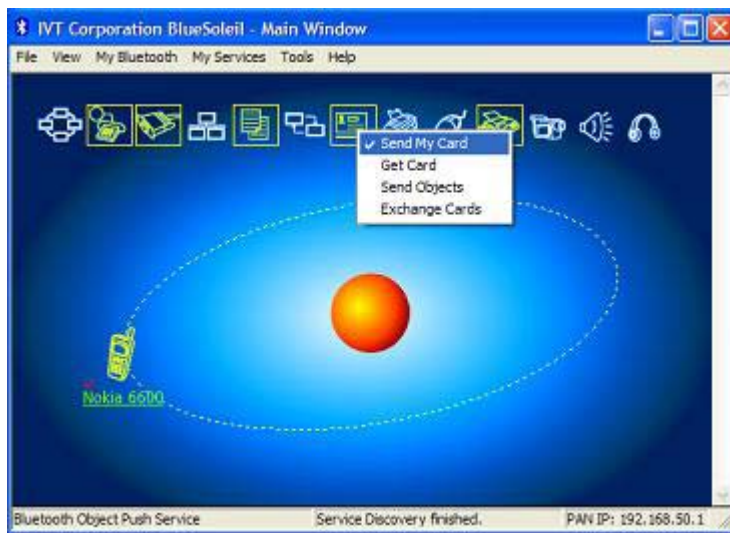 IVT Corporation BlueSoleil - Main Window
File View My Bluetooth My Services Tools Help
Send My Card
Get Card
Send Objects
Exchange Cards
Nokia 6600
Bluetooth Object Push Service Service Discovery finished. PAN IP: 192.168.50.1